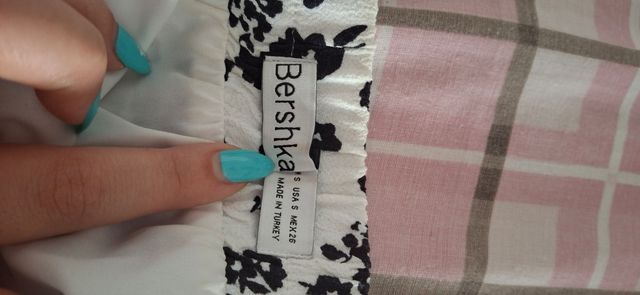 Bershka
S USA S MEX 26
MADE IN TURKEY